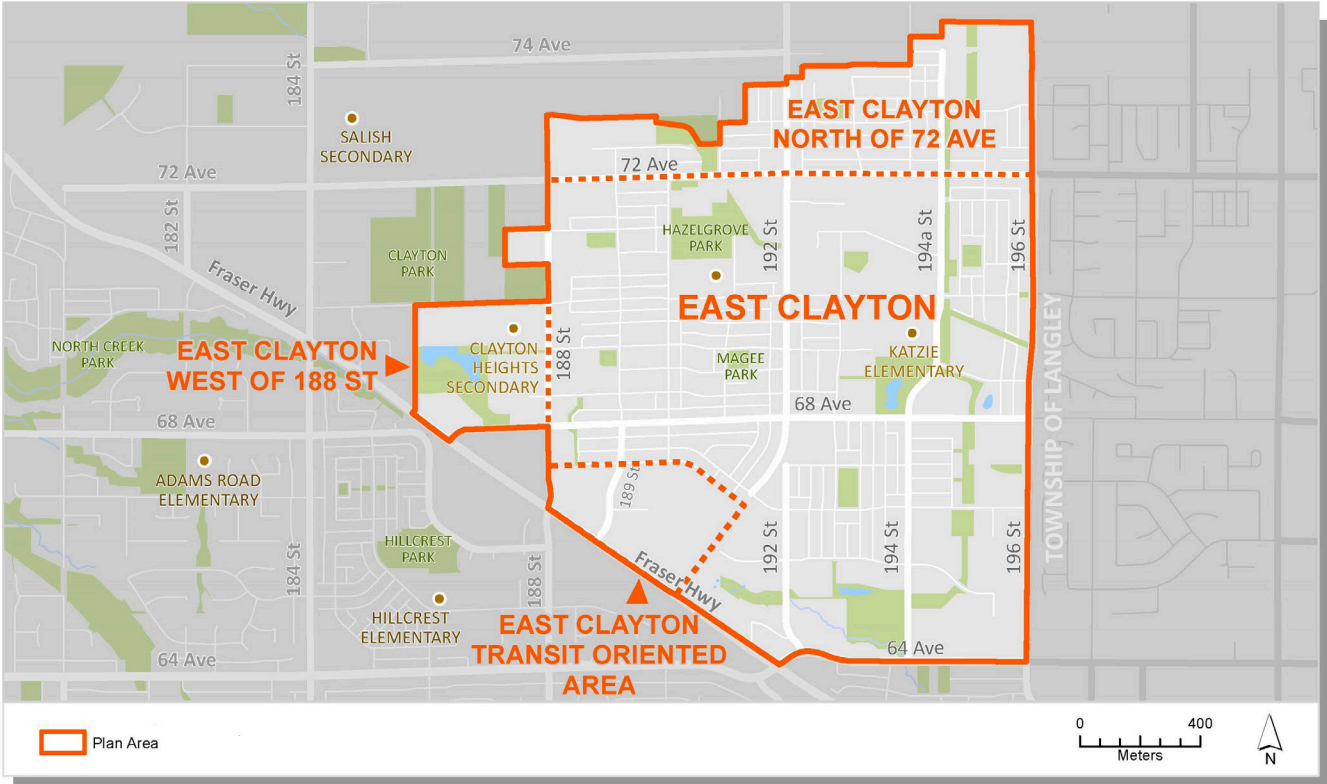 74 Ave
184 St
EAST CLAYTON
NORTH OF 72 AVE
SALISH
SECONDARY
72 Ave
72 Ave
182 St
HAZELGROVE
PARK
192 St
194a St
196 St
CLAYTON
PARK
Fraser Hwy
EAST CLAYTON
TOWNSHIP OF LANGLEY
NORTH CREEK
PARK
EAST CLAYTON
WEST OF 188 ST
CLAYTON
HEIGHTS
SECONDARY
188 St
MAGEE
PARK
KATZIE
ELEMENTARY
68 Ave
68 Ave
ADAMS ROAD
ELEMENTARY
189 St
HILLCREST
PARK
184 St
188 St
192 St
194 St
196 St
Fraser Hwy
HILLCREST
ELEMENTARY
EAST CLAYTON
TRANSIT ORIENTED
AREA
64 Ave
64 Ave
Plan Area
0 400
Meters
N